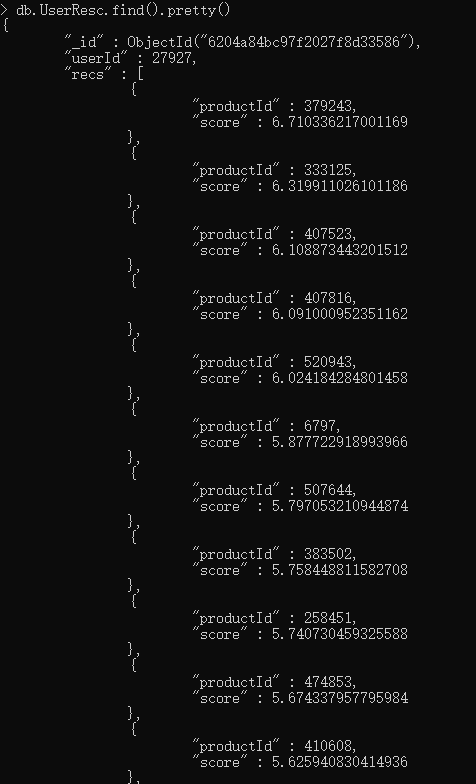 > db.UserResc.find().pretty()
{
"_id" : ObjectId("6204a84bc97f2027f8d33586"),
"userId" : 27927,
"recs" : [
{
"productId" : 379243,
"score" : 6.710336217001169
},
{
"productId" : 333125,
"score" : 6.319911026101186
},
{
"productId" : 407523,
"score" : 6.108873443201512
},
{
"productId" : 407816,
"score" : 6.091000952351162
},
{
"productId" : 520943,
"score" : 6.024184284801458
},
{
"productId" : 6797,
"score" : 5.877722918993966
},
{
"productId" : 507644,
"score" : 5.797053210944874
},
{
"productId" : 383502,
"score" : 5.758448811582708
},
{
"productId" : 258451,
"score" : 5.740730459325588
},
{
"productId" : 474853,
"score" : 5.674337957795984
},
{
"productId" : 410608,
"score" : 5.625940830414936
},